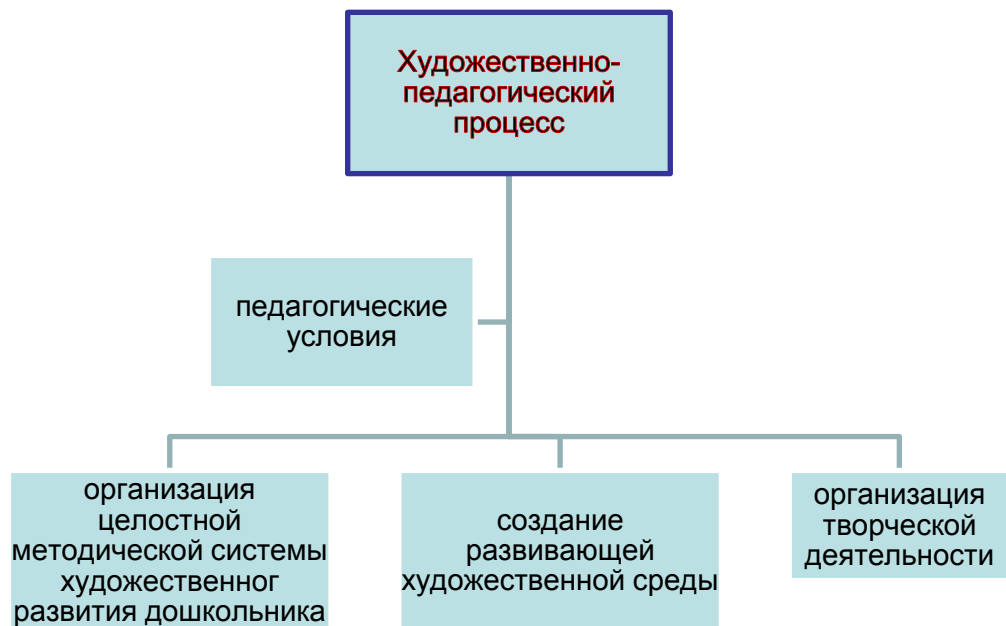 Художественно-
педагогический
процесс
педагогические
условия
организация
целостной
методической системы
художественног
развития дошкольника
создание
развивающей
художественной среды
организация
творческой
деятельности